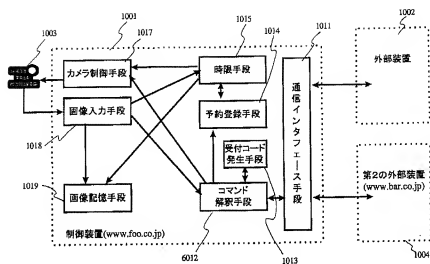 1001
1017
1015
1014
1011
1002
1003
カメラ制御手段
時限手段
外部装置
画像入力手段
予約登録手段
通信インタフェース手段
1018
受付コード
発生手段
第2の外部装置
(www.bar.co.jp)
1019
画像記憶手段
コマンド
解釈手段
制御装置(www.foo.co.jp)
6012
1013
1004